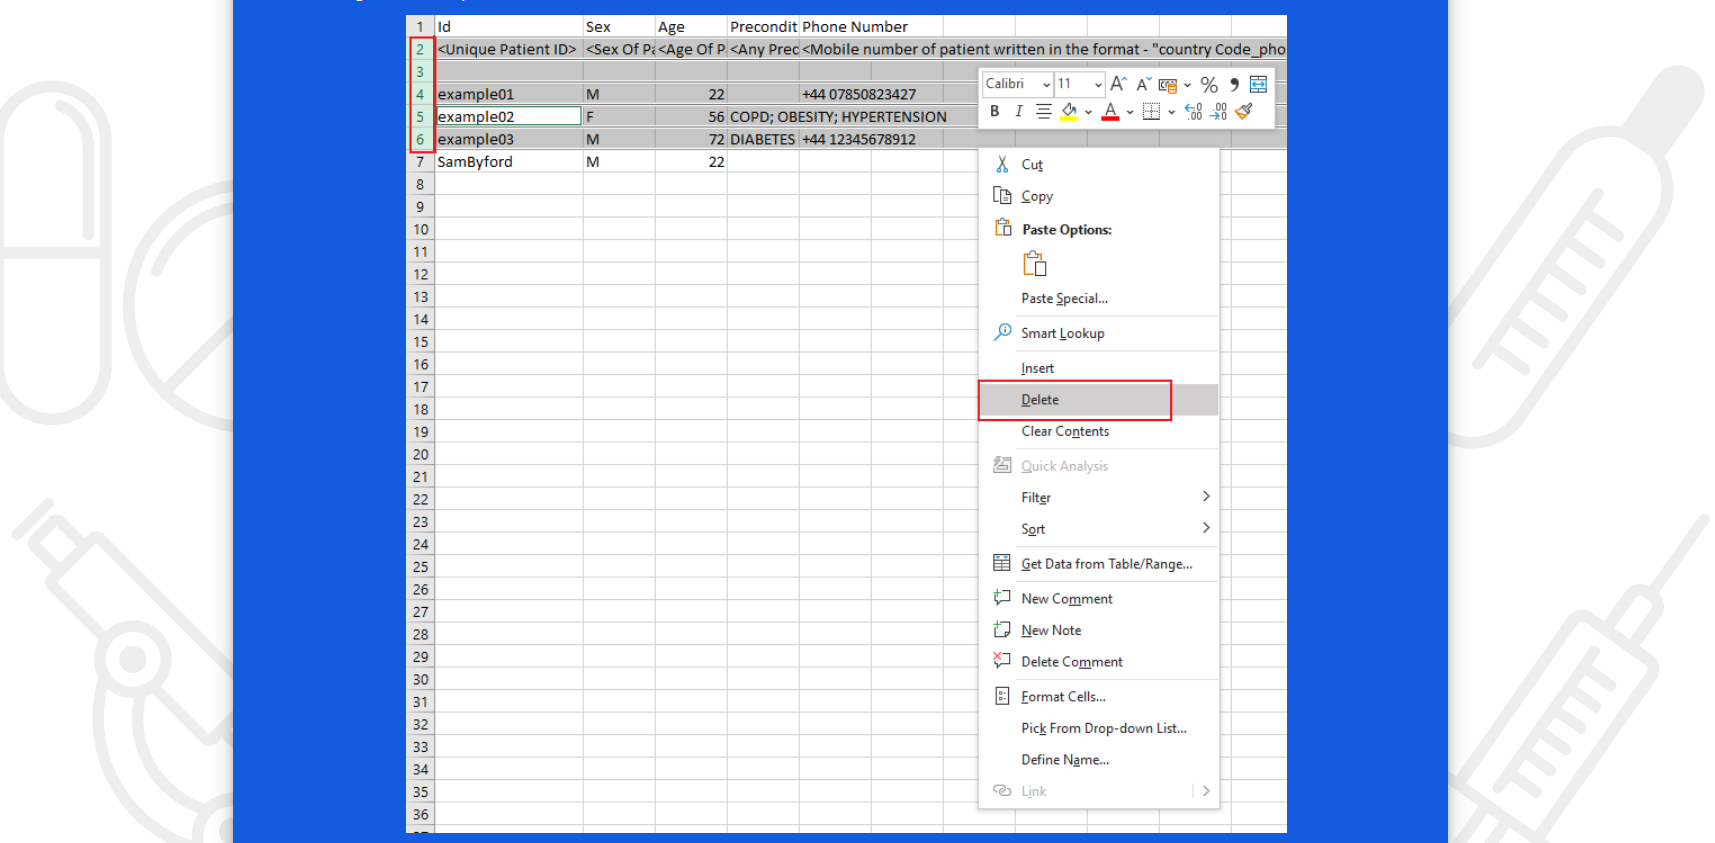 1 Id Sex Age Precondit Phone Number
2 <Unique Patient ID> <Sex Of Pa <Age Of P <Any Prec <Mobile number of patient written in the format - "country Code_pho
3
4 example01 M 22 +44 07850823427
5 example02 F 56 COPD; OBESITY; HYPERTENSION
6 example03 M 72 DIABETES +44 12345678912
7 SamByford M 22
8
9
10
11
12
13
14
15
16
17
18
19
20
21
22
23
24
25
26
27
28
29
30
31
32
33
34
35
36
Calibri 11 A A %
B I A .00 .0 .00 .0
Cut
Copy
Paste Options:
Paste Special...
Smart Lookup
Insert
Delete
Clear Contents
Quick Analysis
Filter
Sort
Get Data from Table/Range...
New Comment
New Note
Delete Comment
Format Cells...
Pick From Drop-down List...
Define Name...
Link